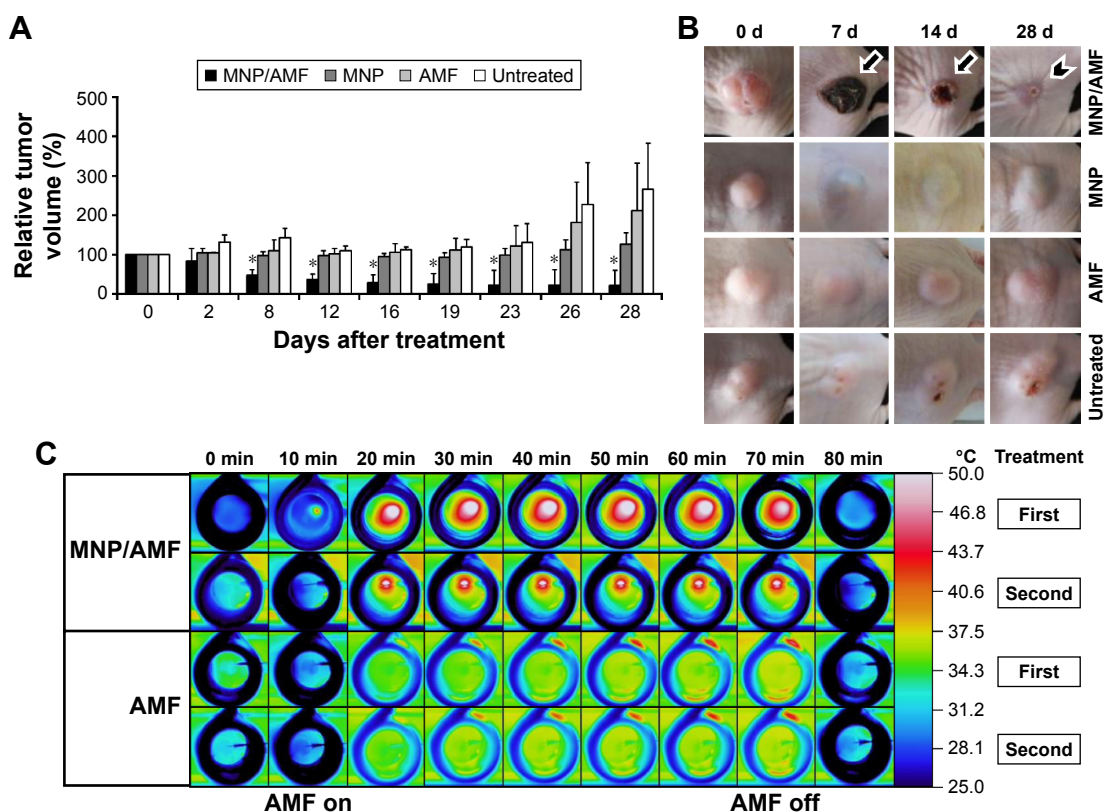 A
MNP/AMF MNP AMF Untreated
Relative tumor
volume (%)
500
400
300
200
100
0
* * * * * * *
0 2 8 12 16 19 23 26 28
Days after treatment
B
0 d 7 d 14 d 28 d
MNP/AMF
MNP
AMF
Untreated
C
0 min 10 min 20 min 30 min 40 min 50 min 60 min 70 min 80 min °C Treatment
MNP/AMF
AMF
50.0
46.8
43.7
40.6
37.5
34.3
31.2
28.1
25.0
First
Second
First
Second
AMF on AMF off